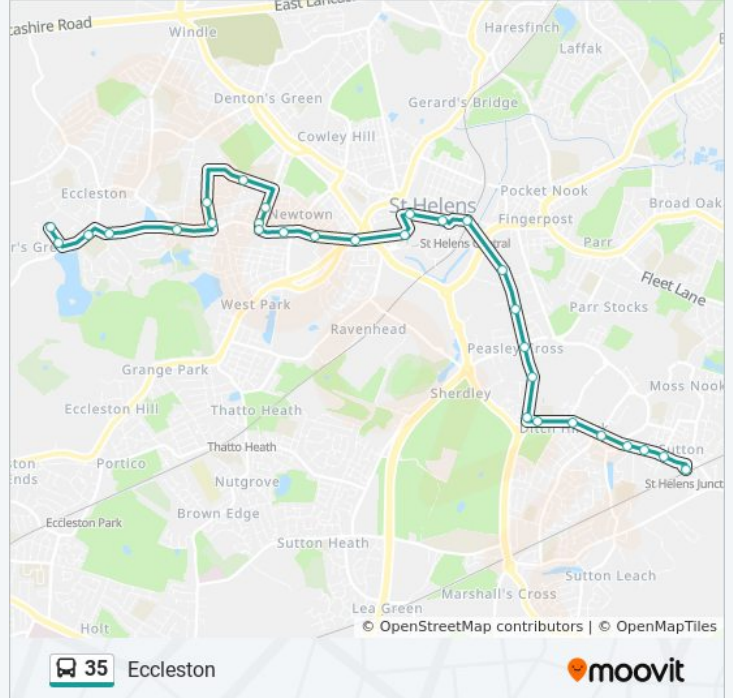 East Lancas
cashire Road
Windle
Haresfinch
Laffak
Denton's Green
Gerard's Bridge
Cowley Hill
Eccleston
Pocket Nook
St Helens
Newtown
Fingerpost
Broad Oak
r's Gre
St Helens Central
Parr
Fleet Lane
West Park
Parr Stocks
Ravenhead
Peasley Cross
Grange Park
Moss Nook
Sherdley
Eccleston Hill
Thatto Heath
Sutton
Thatto Heath
Portico
St Helens Junct
Nutgrove
Eccleston Park
Brown Edge
Sutton Heath
Sutton Leach
Marshall's Cross
Lea Green
Holt
© OpenStreetMap contributors | © OpenMapTiles
35 Eccleston
moovit